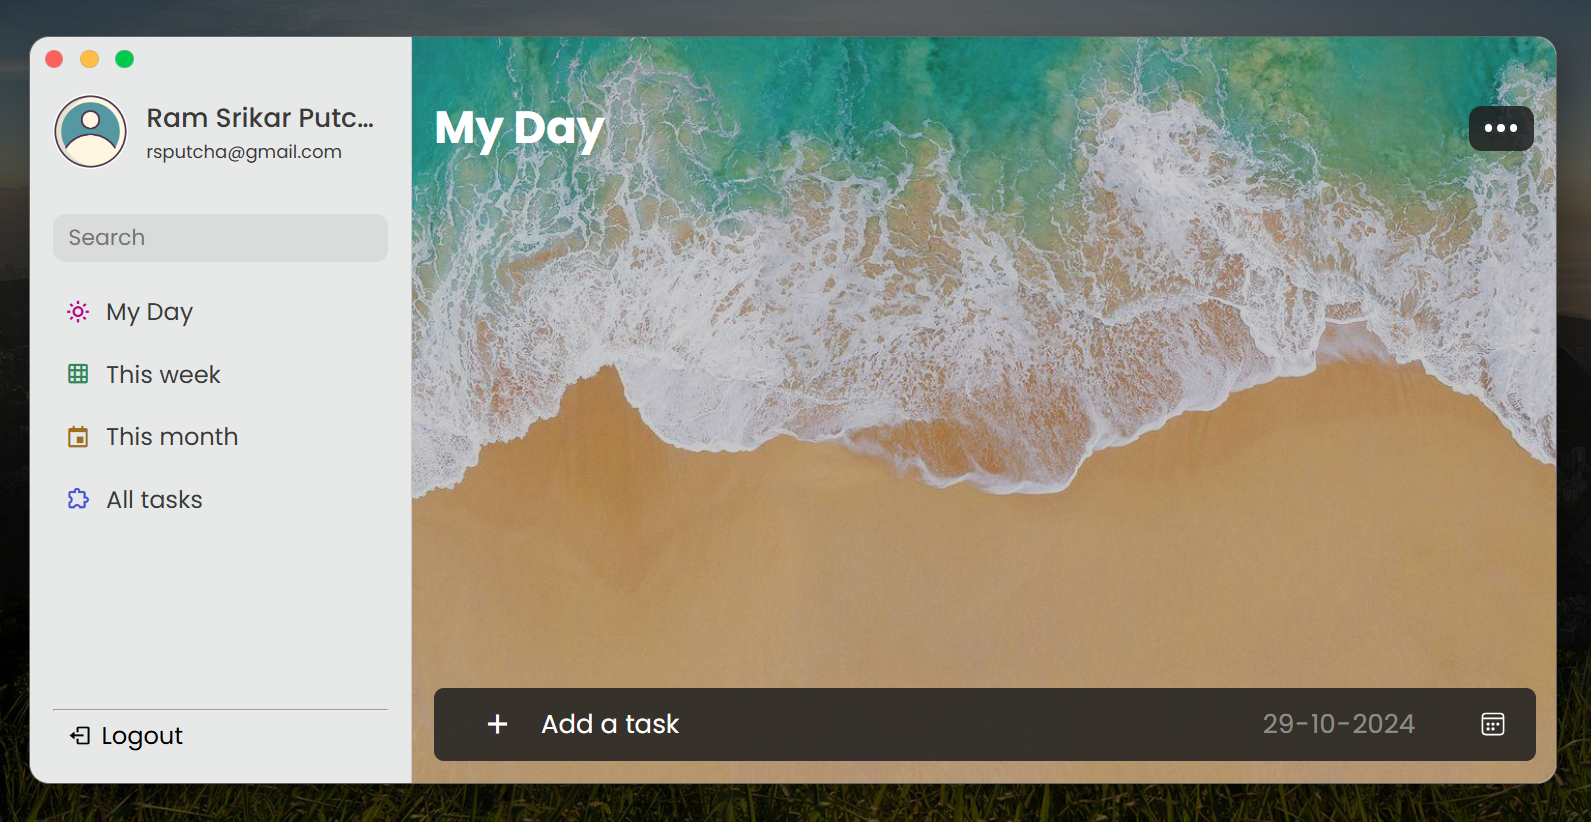 Ram Srikar Putc...
rsputcha@gmail.com
Search
My Day
This week
This month
All tasks
Logout
My Day
Add a task
29-10-2024